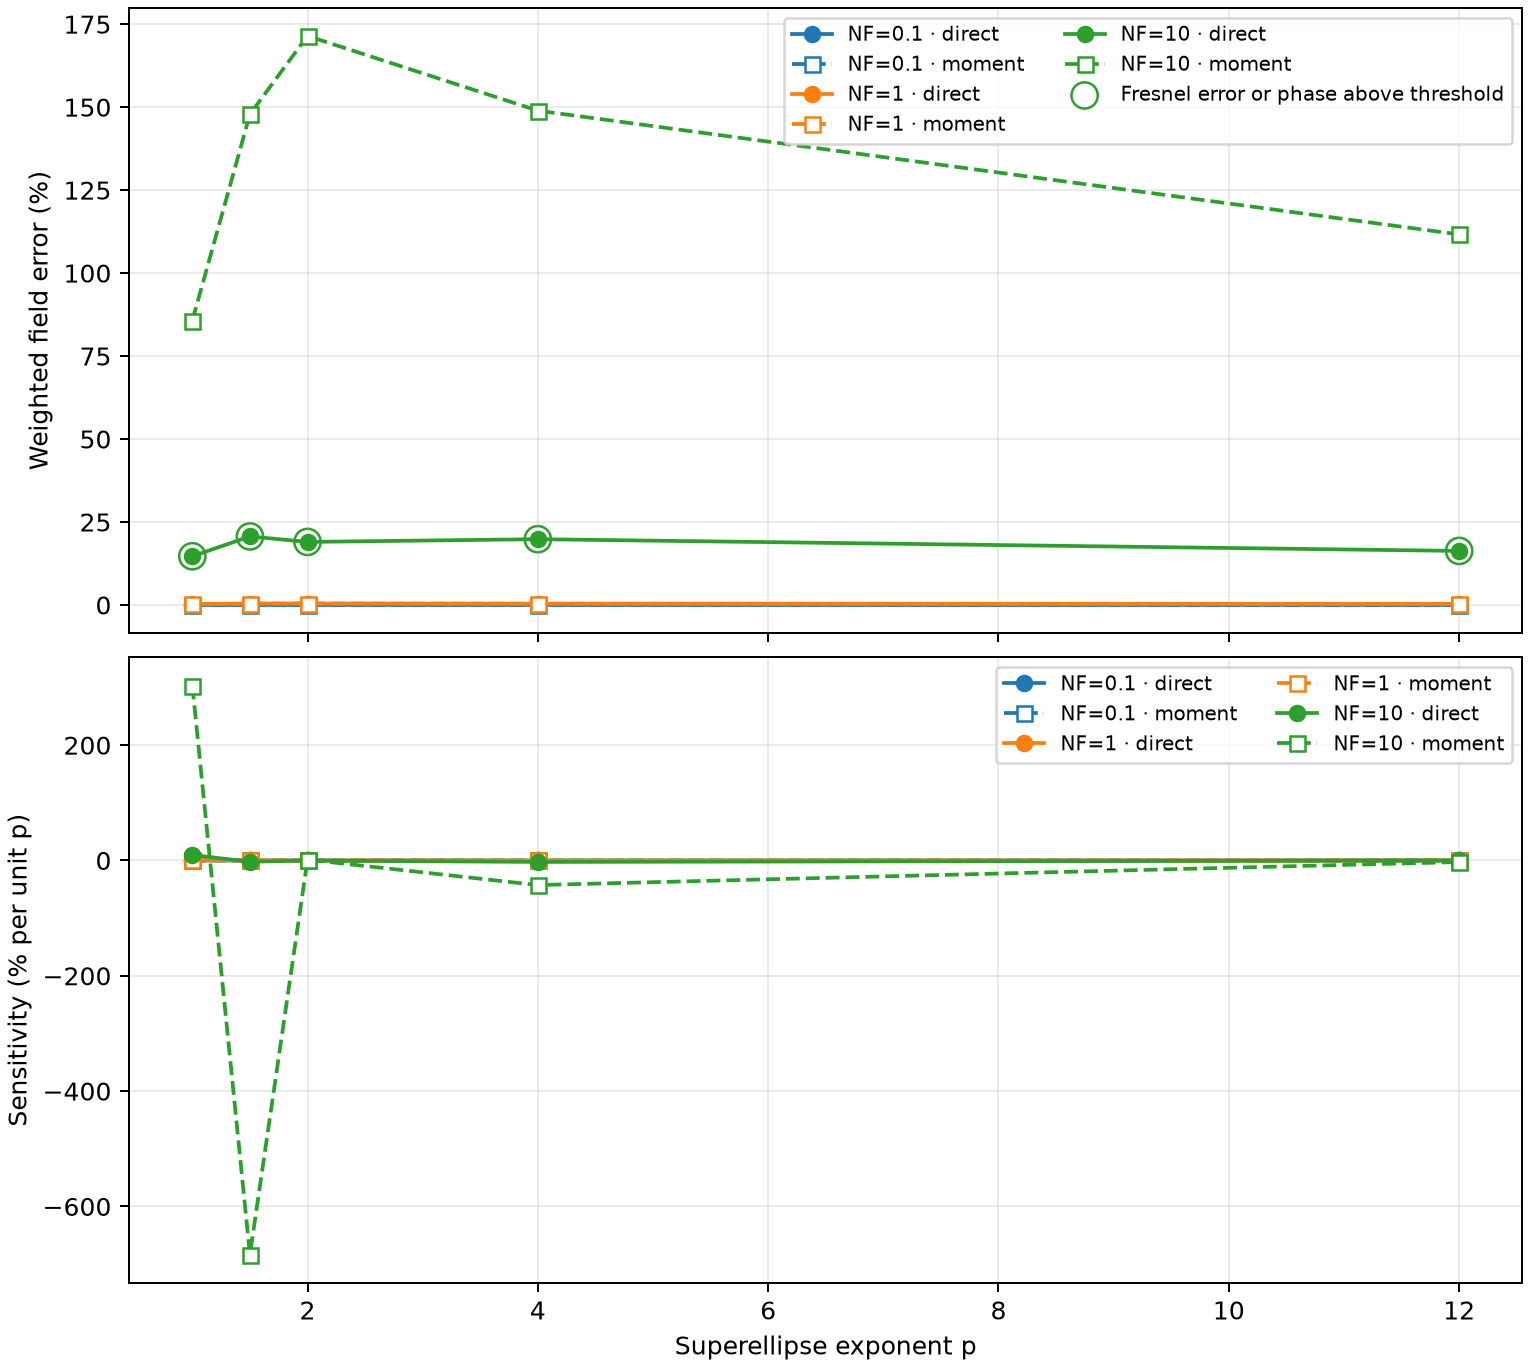 175
150
125
100
75
50
25
0
Weighted field error (%)
NF=0.1 · direct
NF=0.1 · moment
NF=1 · direct
NF=1 · moment
NF=10 · direct
NF=10 · moment
Fresnel error or phase above threshold
200
0
−200
−400
−600
Sensitivity (% per unit p)
NF=0.1 · direct
NF=0.1 · moment
NF=1 · direct
NF=1 · moment
NF=10 · direct
NF=10 · moment
2
4
6
8
10
12
Superellipse exponent p